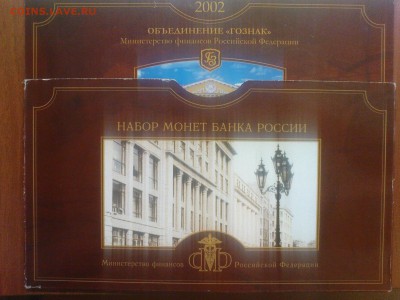 COINS.LAVE.RU
2002
ОБЪЕДИНЕНИЕ «ГОЗНАК»
Министерство финансов Российской Федерации
НАБОР МОНЕТ БАНКА РОССИИ
Министерство финансов Российской Федерации